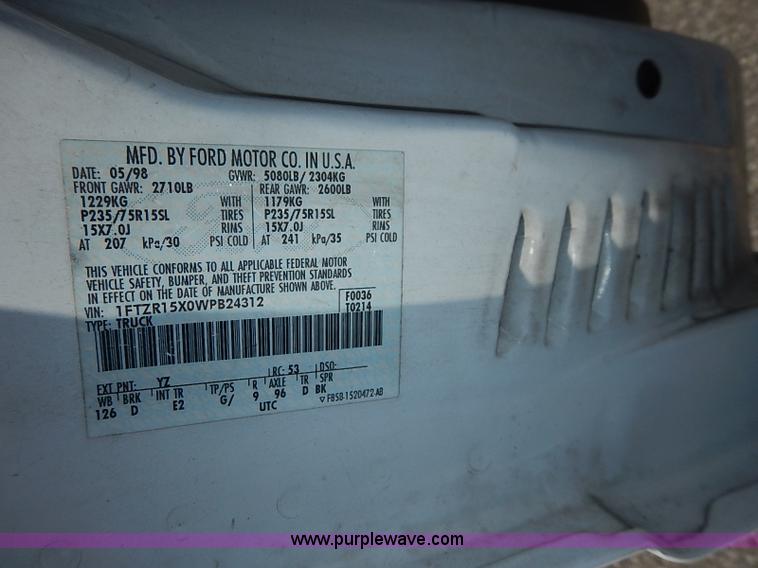 MFD. BY FORD MOTOR CO. IN U.S.A.
DATE: 05/98 GVWR: 5080LB/ 2304KG
FRONT GAWR: 2710LB REAR GAWR: 2600LB
1229KG WITH 1179KG WITH
P235/75R15SL TIRES P235/75R15SL TIRES
15X7.0J RIMS 15X7.0J RIMS
AT 207 kPa/30 PSI COLD AT 241 kPa/35 PSI COLD
THIS VEHICLE CONFORMS TO ALL APPLICABLE FEDERAL MOTOR
VEHICLE SAFETY, BUMPER, AND THEFT PREVENTION STANDARDS
IN EFFECT ON THE DATE OF MANUFACTURE SHOWN ABOVE.
VIN: 1FTZR15X0WPB24312 F0036
TYPE: TRUCK T0214
EXT PNT: YZ RC: 53 DSO:
WB BRK INT TR TP/PS R AXLE TR SPR
126 D E2 G/ 9 96 D BK
UTC ▽ F85B-1520472-AB
www.purplewave.com